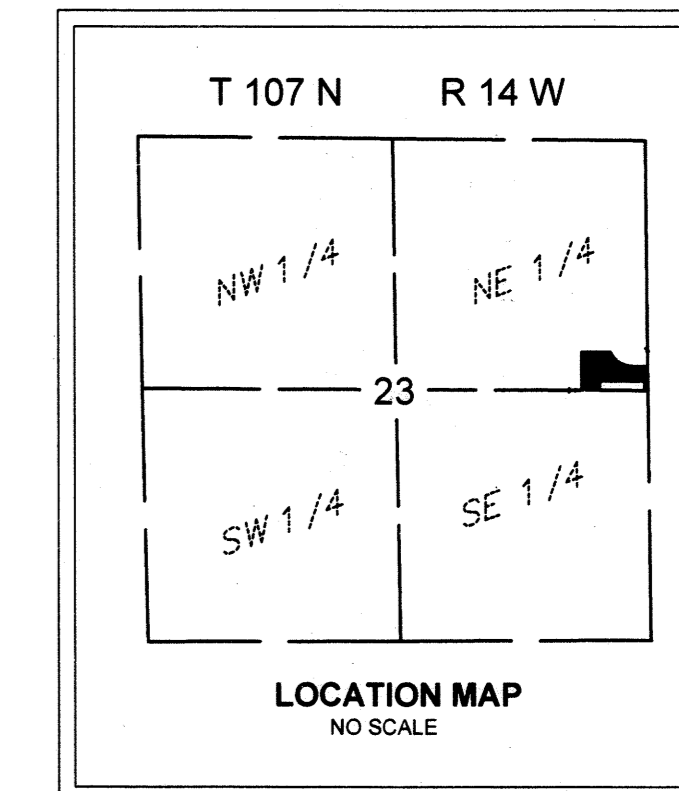 T 107 N R 14 W
NW 1/4 NE 1/4
23
SW 1/4 SE 1/4
LOCATION MAP
NO SCALE